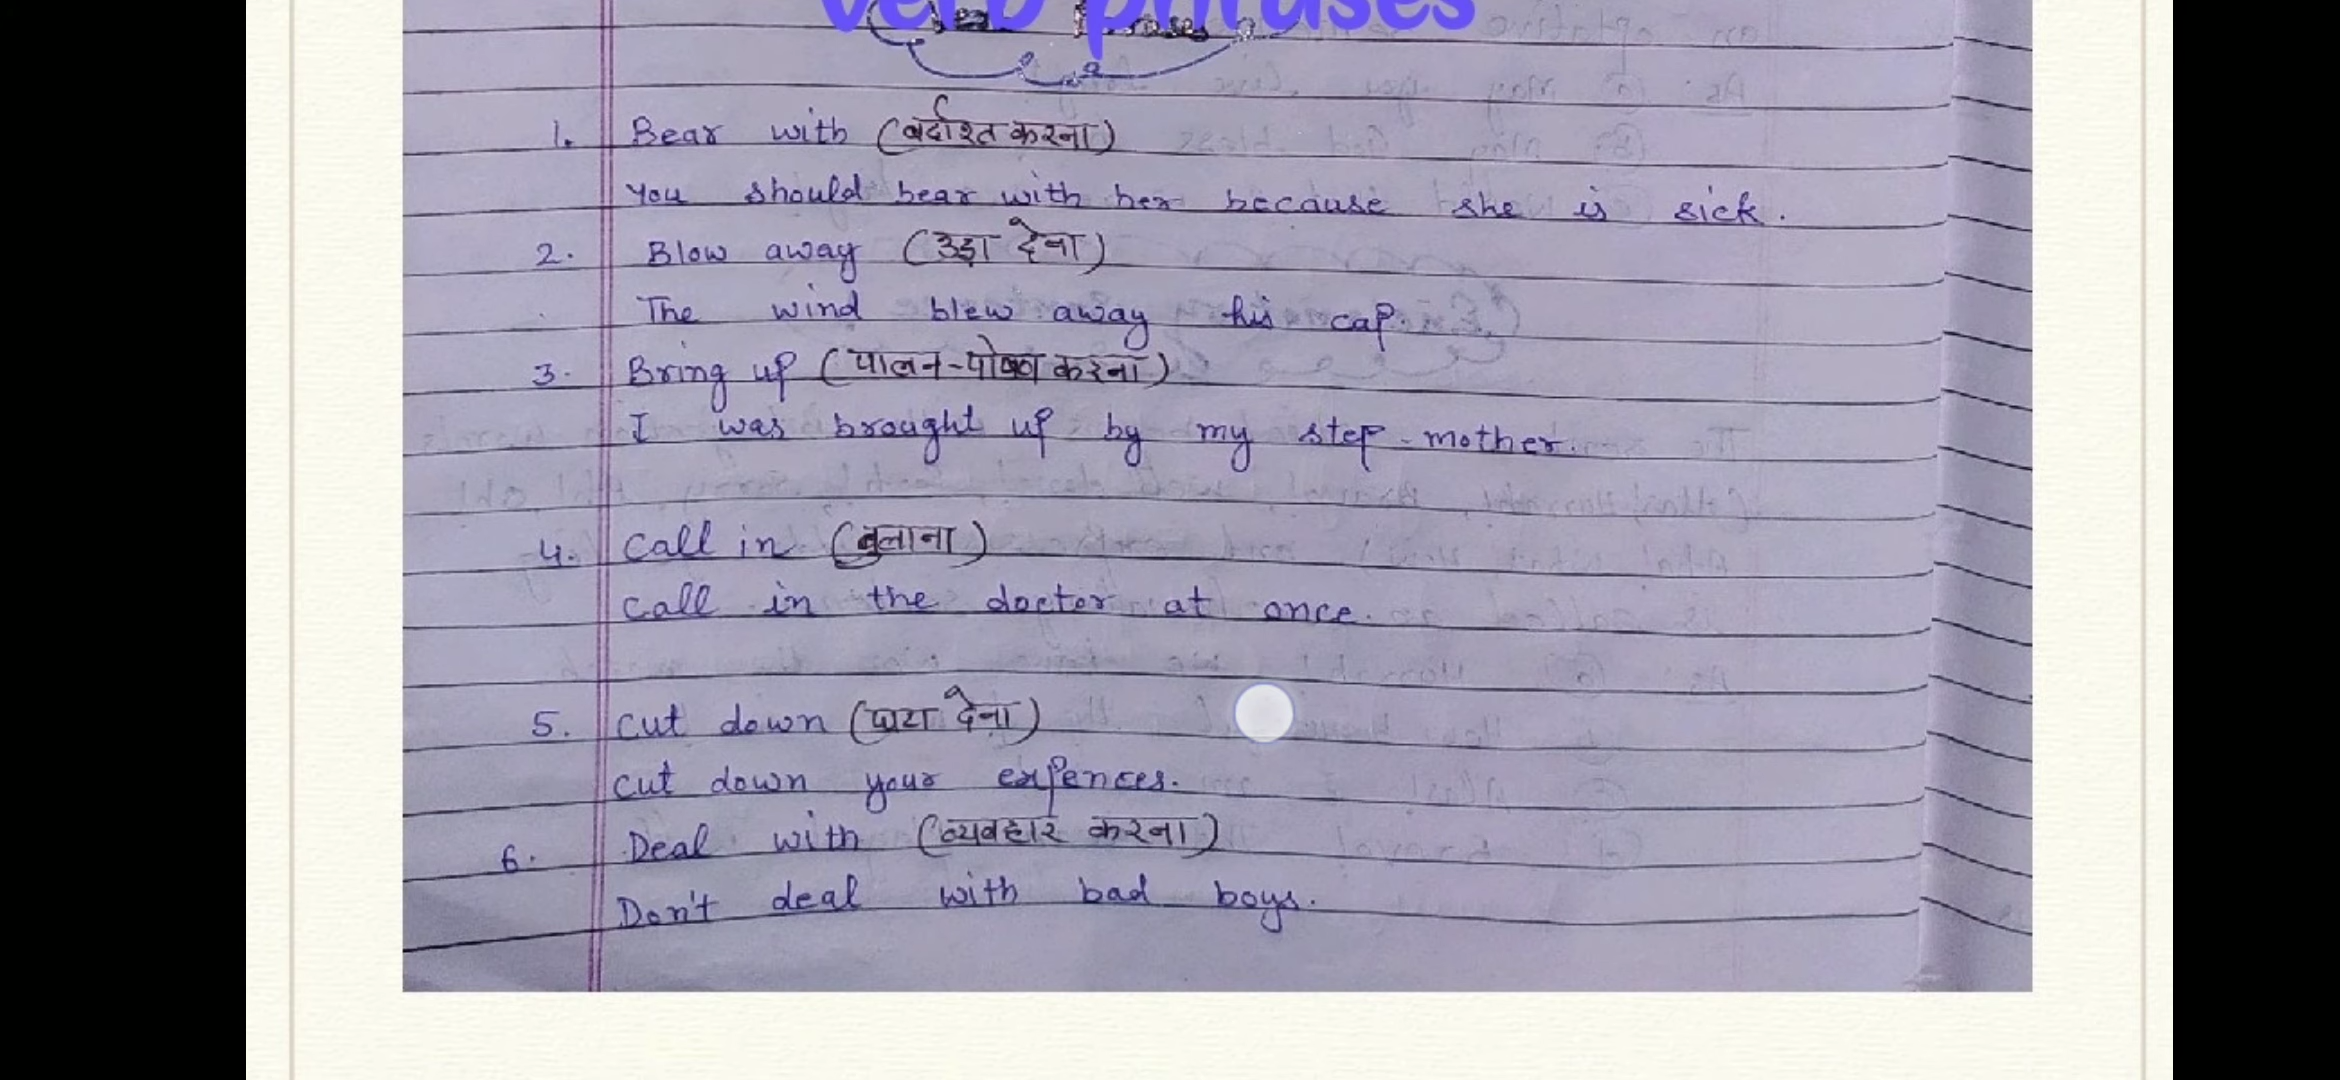 verb phrases
1. Bear with (बर्दाश्त करना)
You should bear with her because she is sick.
2. Blow away (उड़ा देना)
The wind blew away his cap.
3. Bring up (पालन-पोषण करना)
I was brought up by my step-mother.
4. Call in (बुलाना)
Call in the doctor at once.
5. Cut down (घटा देना)
Cut down your expences.
6. Deal with (व्यवहार करना)
Don't deal with bad boys.